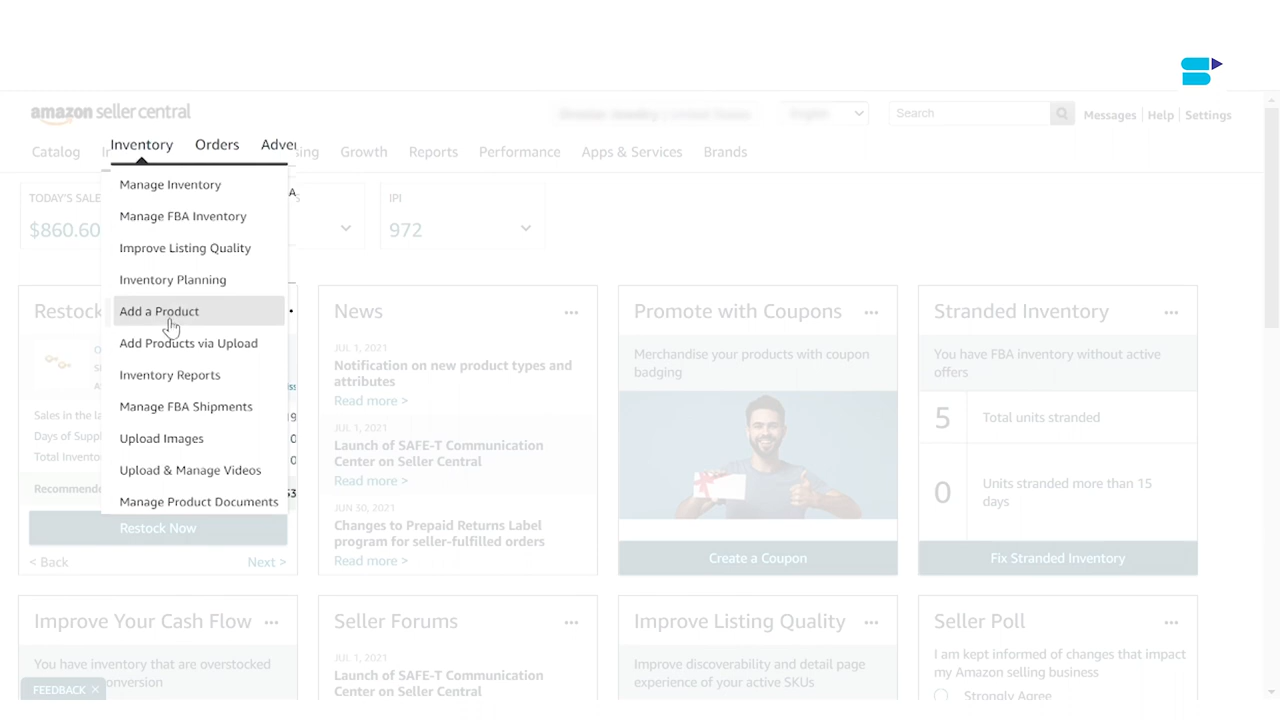 amazon seller central
English
Search
Messages | Help | Settings
Catalog
Inventory
Orders
Growth
Reports
Performance
Apps & Services
Brands
Manage Inventory
Manage FBA Inventory
Improve Listing Quality
Inventory Planning
Add a Product
Add Products via Upload
Inventory Reports
Manage FBA Shipments
Upload Images
Upload & Manage Videos
Manage Product Documents
TODAY'S SALE
$860.60
IPI
972
Restock
Sales in the la
Days of Suppl
Total Invento
Recommende
Restock Now
< Back
Next >
News
JUL 1, 2021
Notification on new product types and
attributes
Read more >
JUL 1, 2021
Launch of SAFE-T Communication
Center on Seller Central
Read more >
JUN 30, 2021
Changes to Prepaid Returns Label
program for seller-fulfilled orders
Read more >
Promote with Coupons
Merchandise your products with coupon
badging
Create a Coupon
Stranded Inventory
You have FBA inventory without active
offers
5
Total units stranded
0
Units stranded more than 15
days
Fix Stranded Inventory
Improve Your Cash Flow
You have inventory that are overstocked
onversion
FEEDBACK ×
Seller Forums
JUL 1, 2021
Launch of SAFE-T Communication
Center on Seller Central
Improve Listing Quality
Improve discoverability and detail page
experience of your active SKUs
Seller Poll
I am kept informed of changes that impact
my Amazon selling business
Strongly Agree